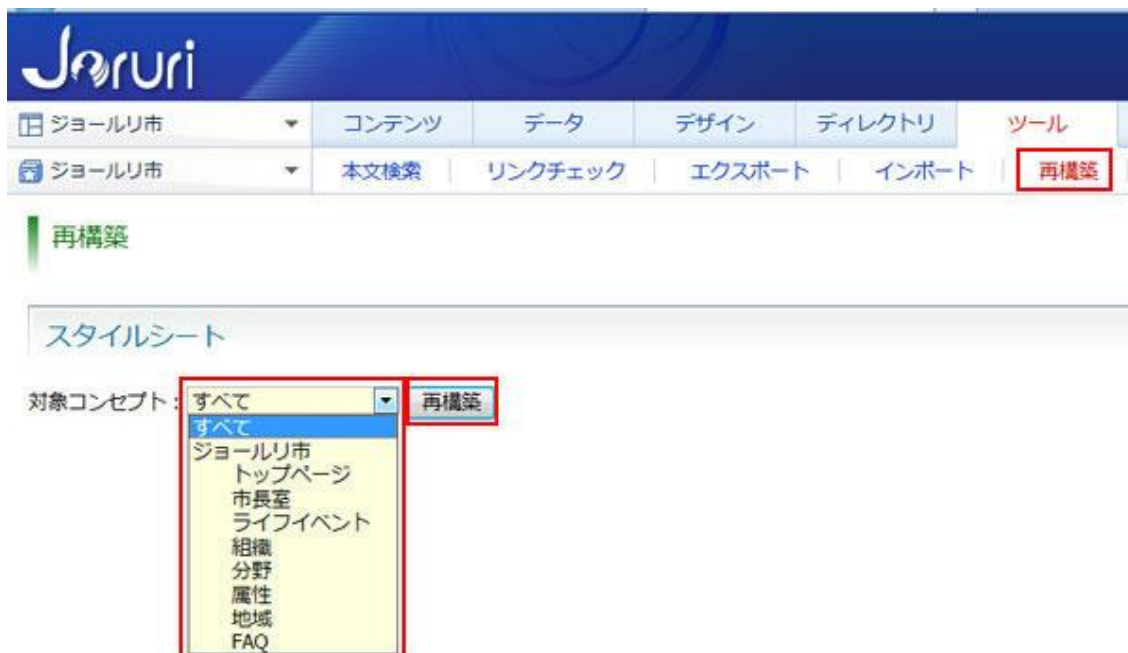 Joruri
ジョールリ市 コンテンツ データ デザイン ディレクトリ ツール
ジョールリ市 本文検索 リンクチェック エクスポート インポート 再構築
再構築
スタイルシート
対象コンセプト： すべて 再構築
すべて
ジョールリ市
トップページ
市長室
ライフイベント
組織
分野
属性
地域
FAQ